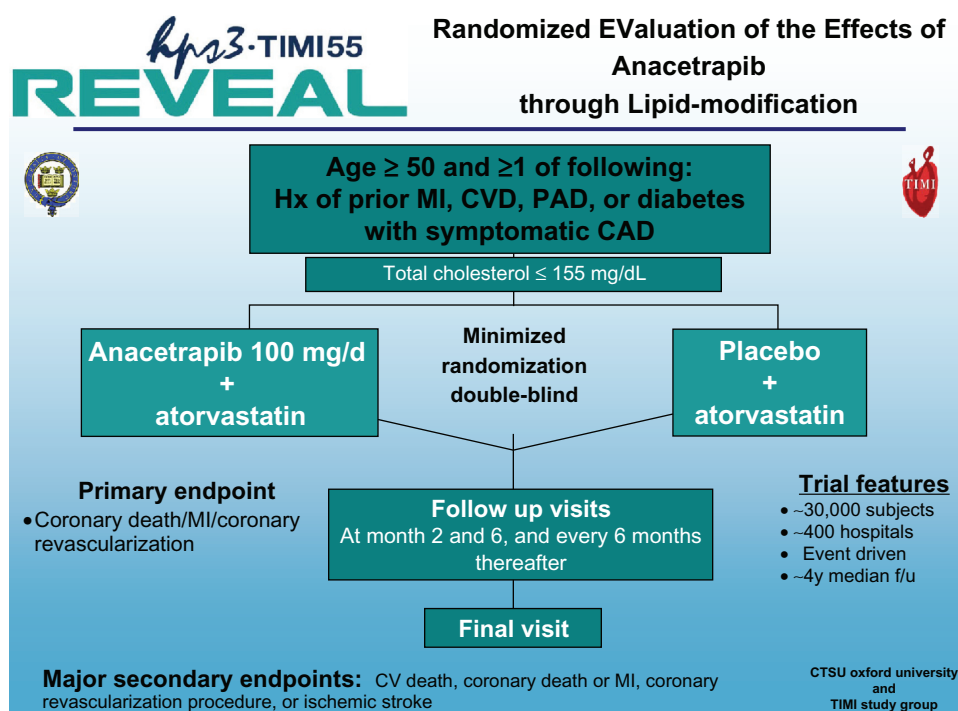 hps3·TIMI55
REVEAL
Randomized EValuation of the Effects of
Anacetrapib
through Lipid-modification
TIMI
Age ≥ 50 and ≥1 of following:
Hx of prior MI, CVD, PAD, or diabetes
with symptomatic CAD
Total cholesterol ≤ 155 mg/dL
Anacetrapib 100 mg/d
+
atorvastatin
Minimized
randomization
double-blind
Placebo
+
atorvastatin
Primary endpoint
•Coronary death/MI/coronary
revascularization
Follow up visits
At month 2 and 6, and every 6 months
thereafter
Trial features
• ~30,000 subjects
• ~400 hospitals
• Event driven
• ~4y median f/u
Final visit
Major secondary endpoints: CV death, coronary death or MI, coronary
revascularization procedure, or ischemic stroke
CTSU oxford university
and
TIMI study group